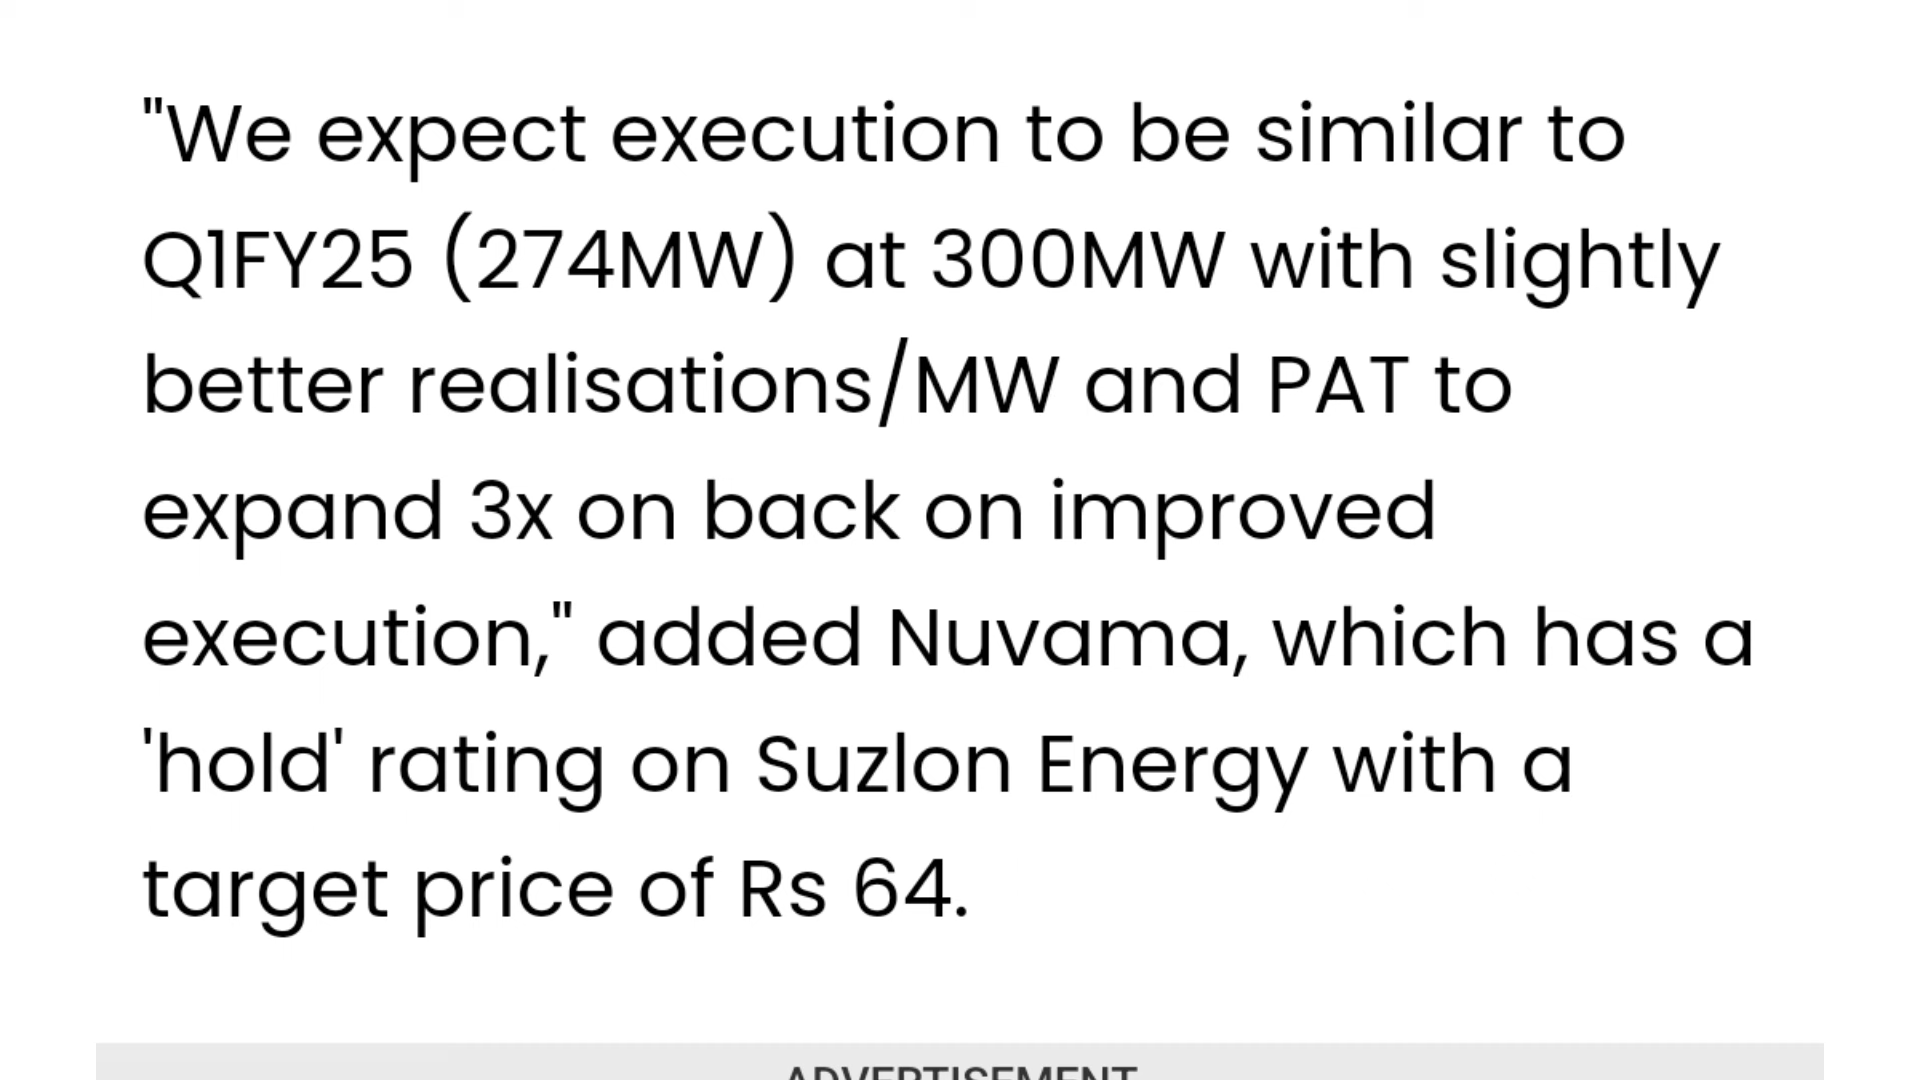 "We expect execution to be similar to
Q1FY25 (274MW) at 300MW with slightly
better realisations/MW and PAT to
expand 3x on back on improved
execution," added Nuvama, which has a
'hold' rating on Suzlon Energy with a
target price of Rs 64.
ADVERTISEMENT